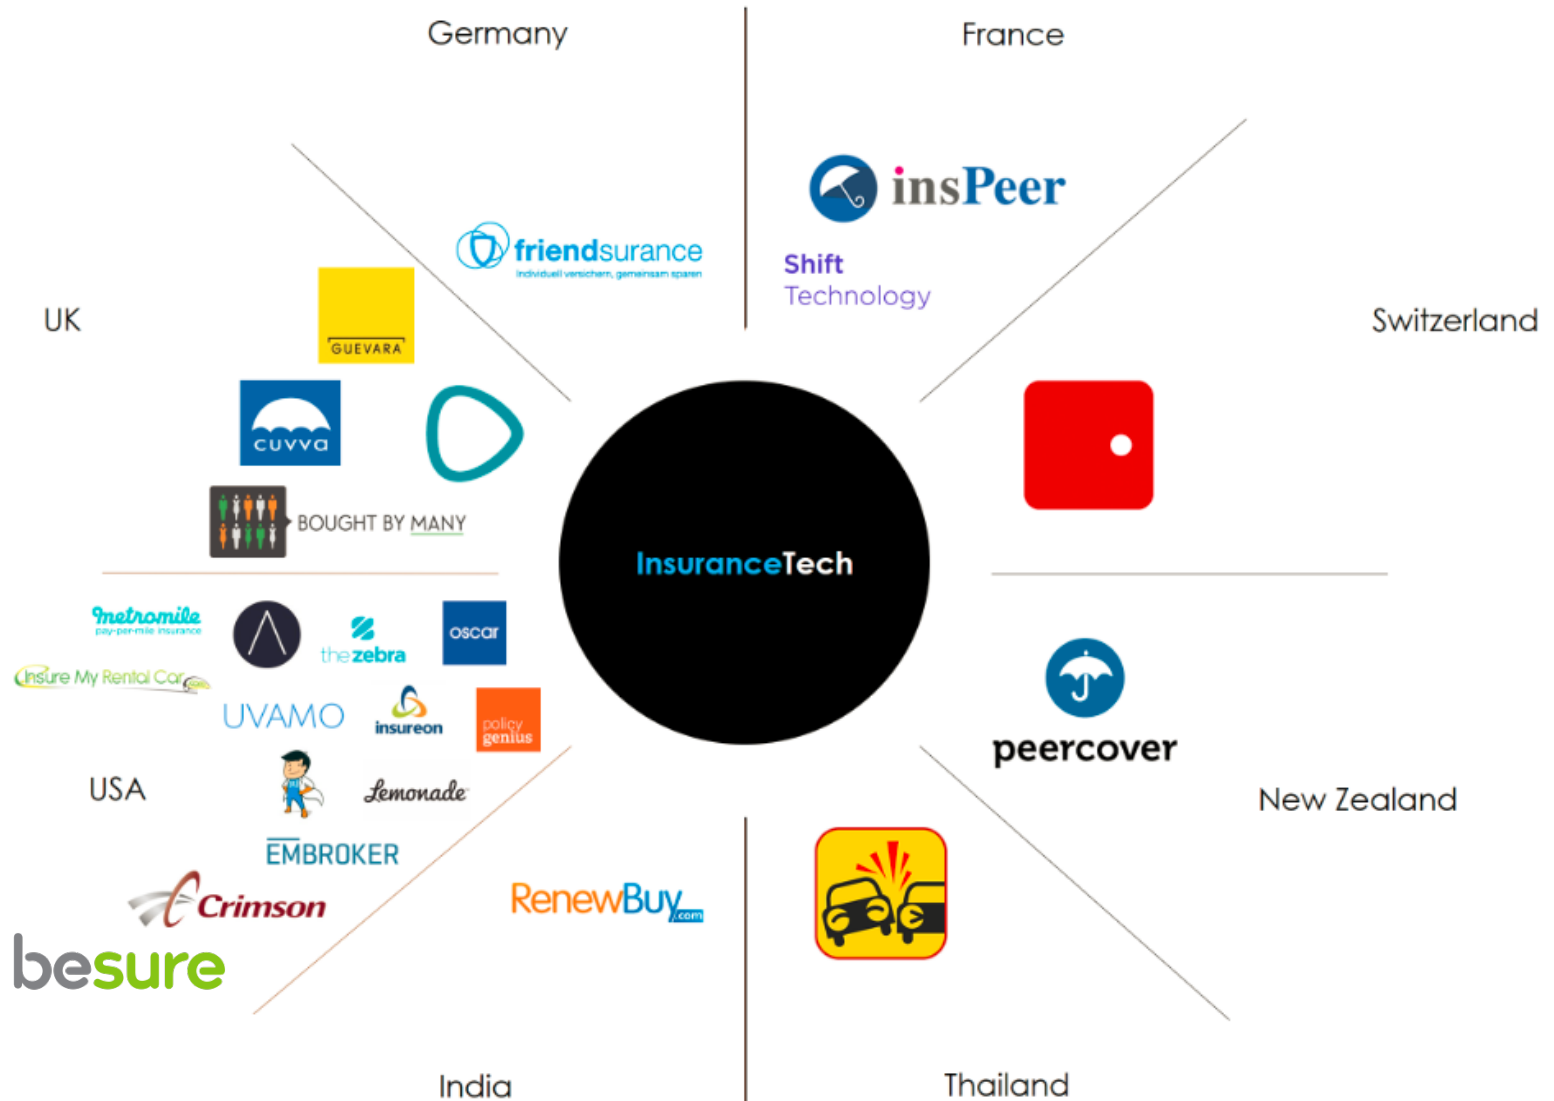 Germany
France
insPeer
friendsurance
Individuell versichern, gemeinsam sparen
Shift
Technology
UK
Switzerland
GUEVARA
cuvva
BOUGHT BY MANY
InsuranceTech
metromile
pay-per-mile insurance
thezebra
oscar
Insure My Rental Car
UVAMO
insureon
policy
genius
peercover
USA
Lemonade
New Zealand
EMBROKER
Crimson
RenewBuy.com
besure
India
Thailand